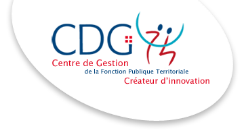 CDG
Centre de Gestion
de la Fonction Publique Territoriale
Créateur d'innovation